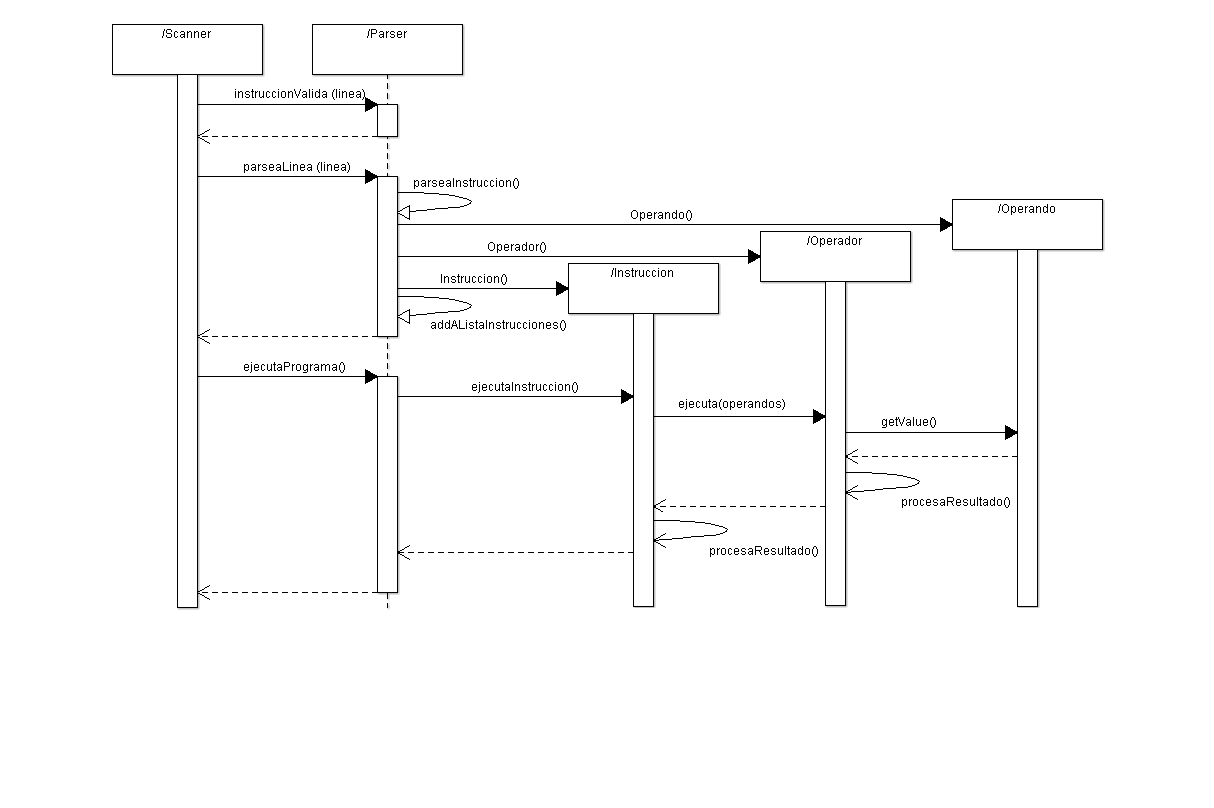 /Scanner
/Parser
instruccionValida (linea)
parseaLinea (linea)
parseaInstruccion()
Operando()
/Operando
Operador()
/Operador
Instruccion()
/Instruccion
addAListaInstrucciones()
ejecutaPrograma()
ejecutaInstruccion()
ejecuta(operandos)
getValue()
procesaResultado()
procesaResultado()